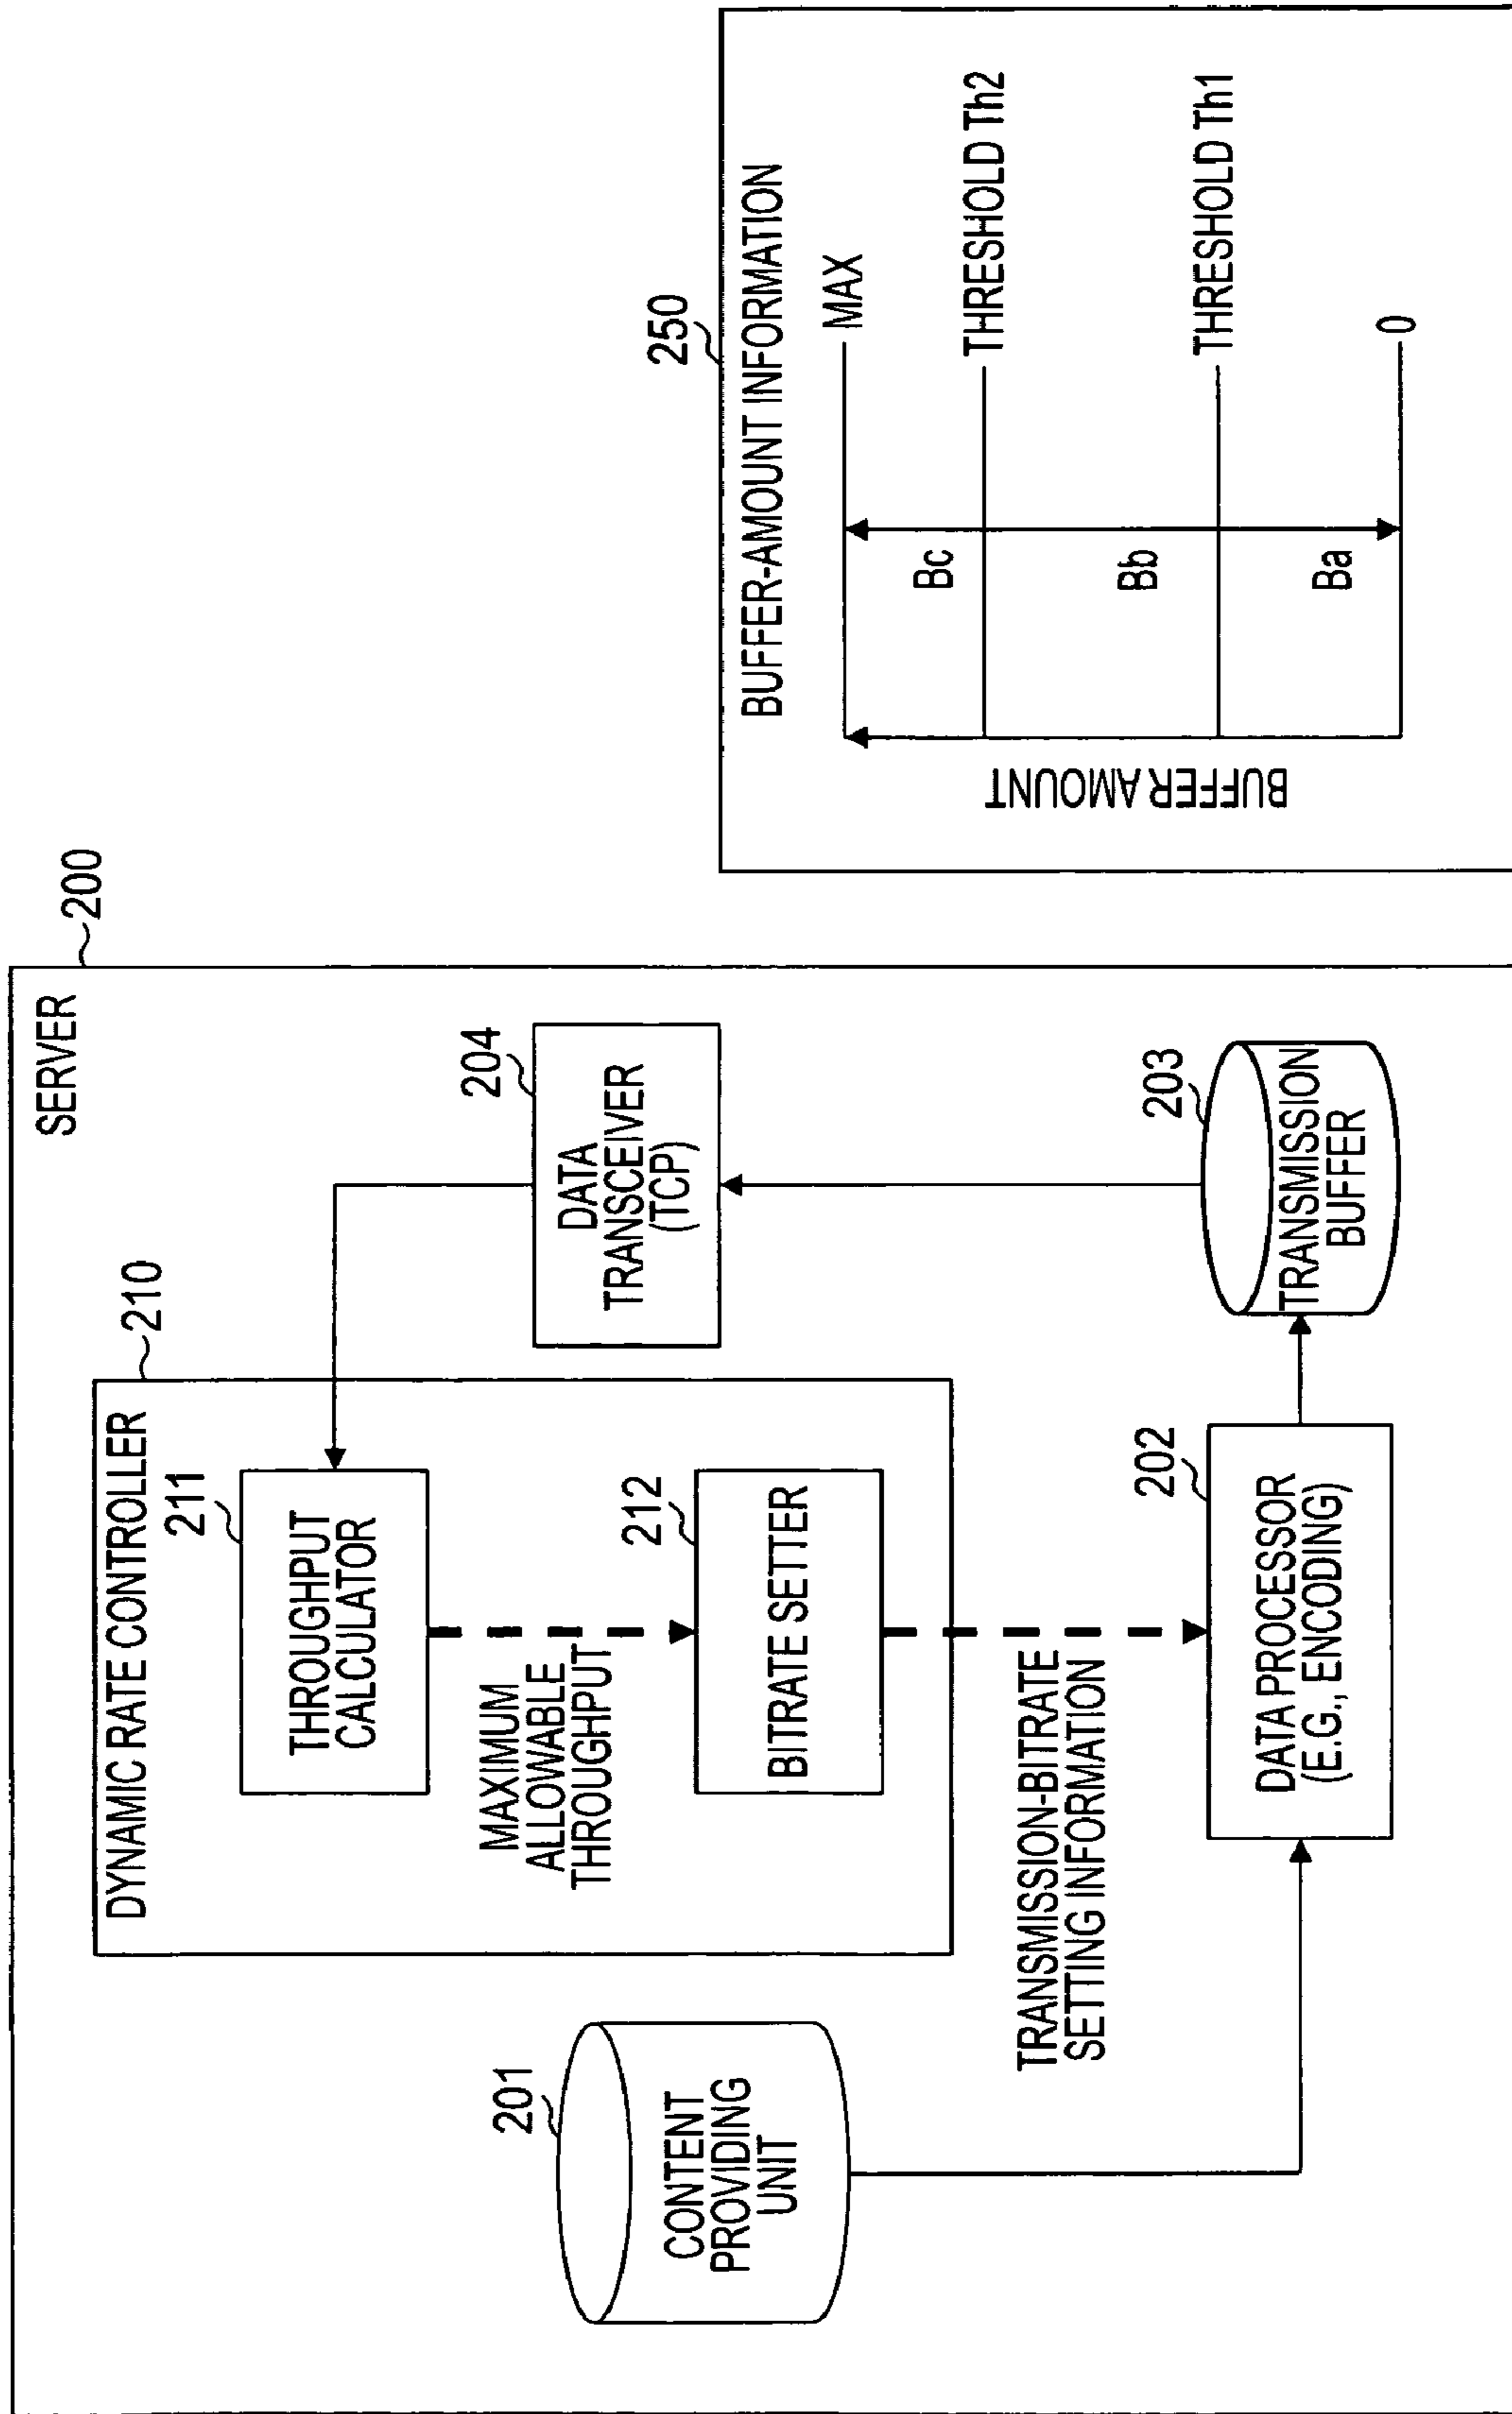 SERVER
200
DYNAMIC RATE CONTROLLER
210
211
THROUGHPUT
CALCULATOR
MAXIMUM
ALLOWABLE
THROUGHPUT
212
BITRATE SETTER
201
CONTENT
PROVIDING
UNIT
TRANSMISSION-BITRATE
SETTING INFORMATION
202
DATA PROCESSOR
(E.G., ENCODING)
204
DATA
TRANSCEIVER
(TCP)
203
TRANSMISSION
BUFFER
250
BUFFER-AMOUNT INFORMATION
BUFFER AMOUNT
MAX
Bc
THRESHOLD Th2
Bb
THRESHOLD Th1
Ba
0